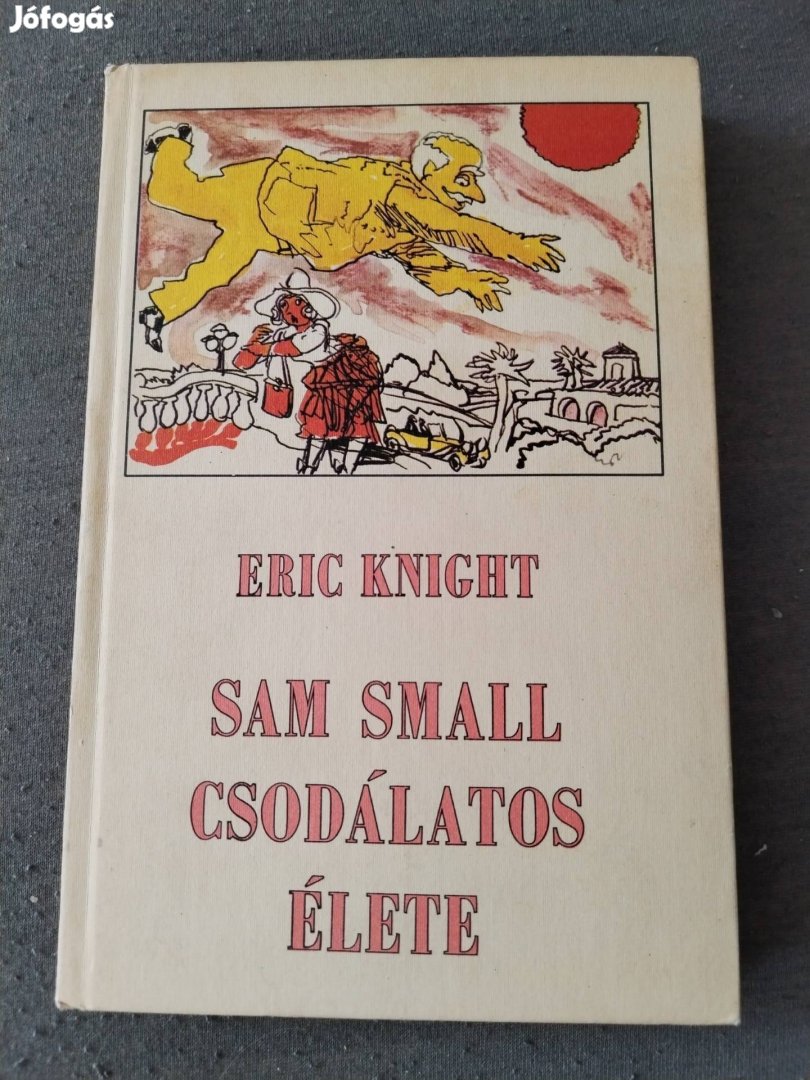 Jófogás
ERIC KNIGHT
SAM SMALL
CSODÁLATOS
ÉLETE